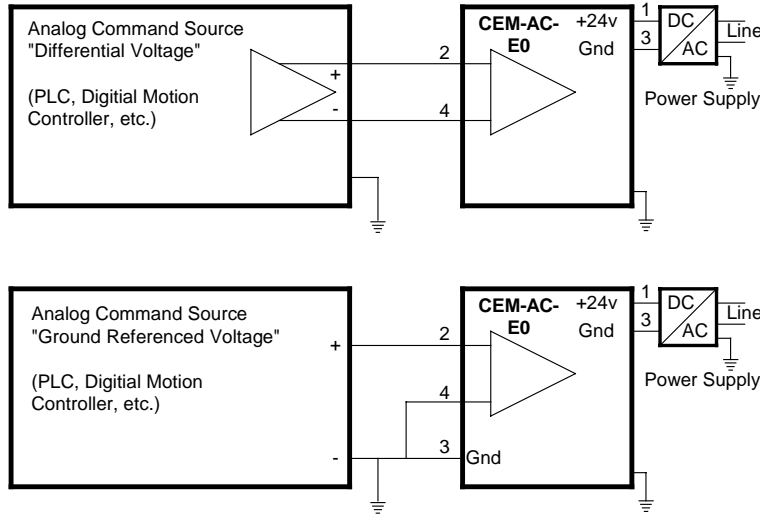 Analog Command Source
"Differential Voltage"
(PLC, Digitial Motion
Controller, etc.)
+
-
2
4
CEM-AC-
E0
+24v
Gnd
1
3
DC
AC
Line
Power Supply
Analog Command Source
"Ground Referenced Voltage"
(PLC, Digitial Motion
Controller, etc.)
+
-
2
4
3
Gnd
CEM-AC-
E0
+24v
Gnd
1
3
DC
AC
Line
Power Supply